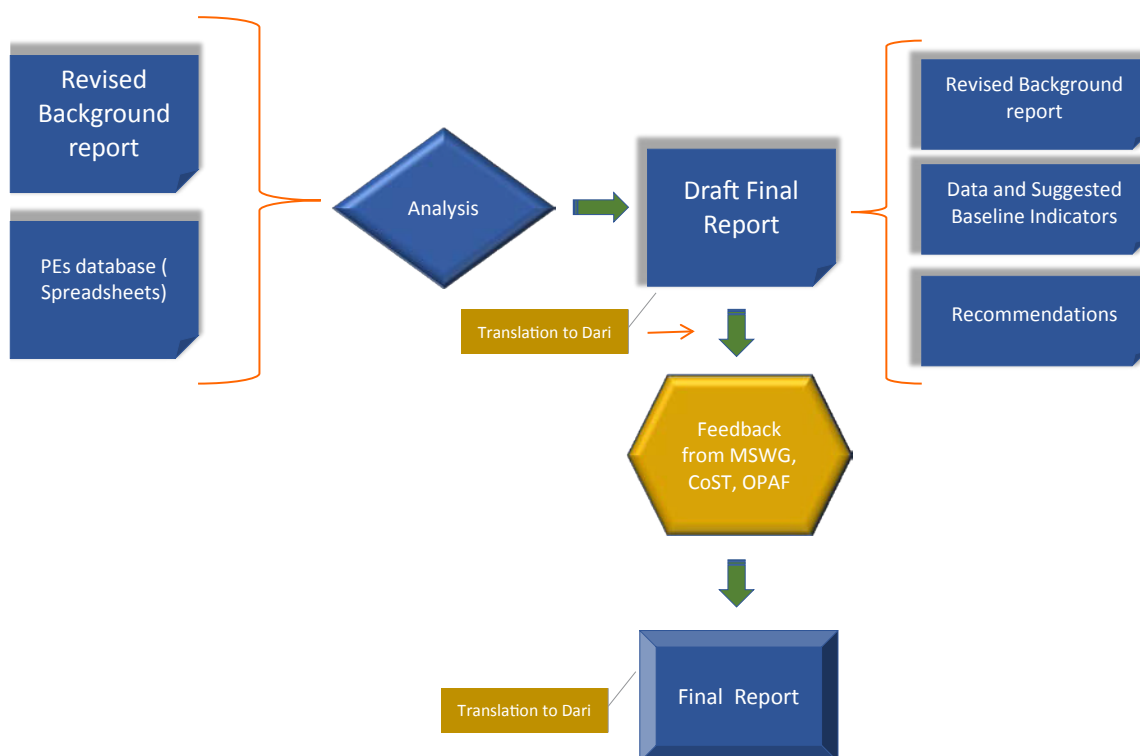 Revised
Background
report
PEs database (
Spreadsheets)
Analysis
Draft Final
Report
Revised Background
report
Data and Suggested
Baseline Indicators
Recommendations
Translation to Dari
Feedback
from MSWG,
CoST, OPAF
Translation to Dari
Final Report